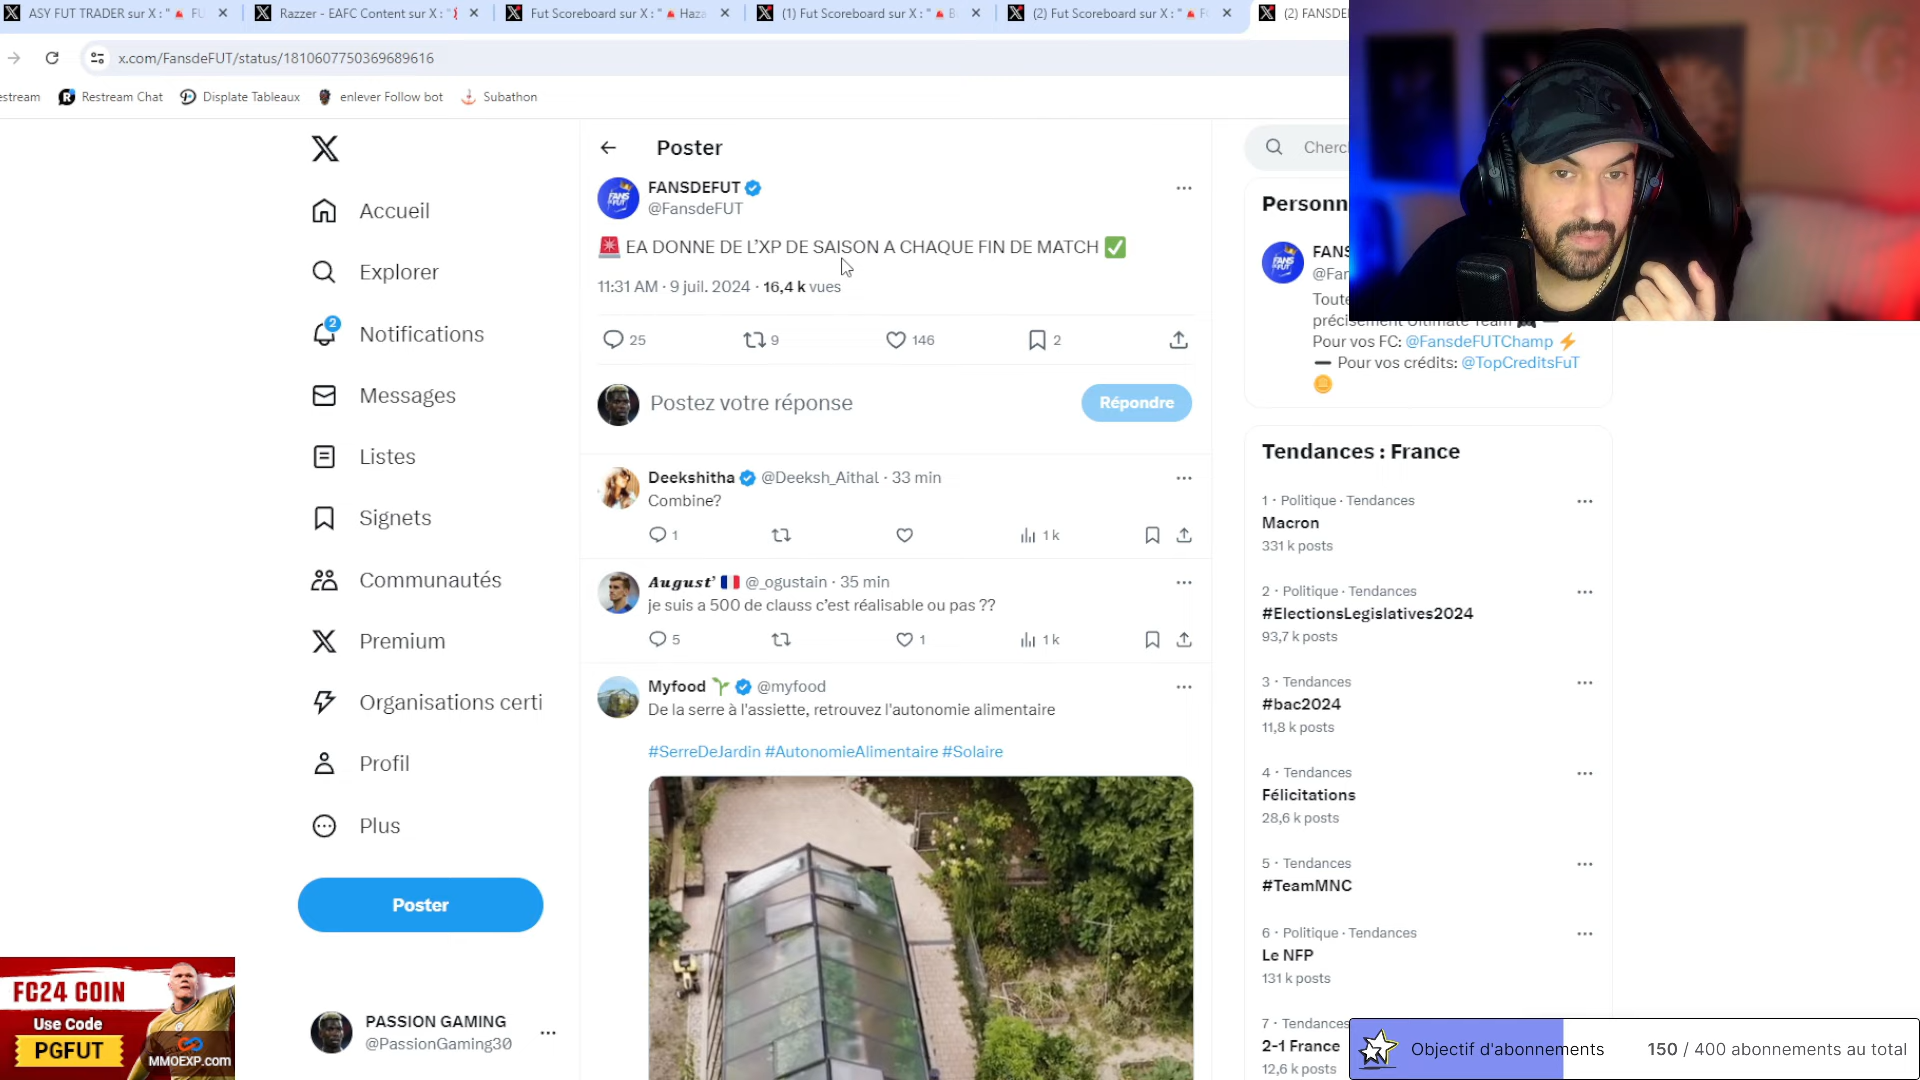 ASY FUT TRADER sur X : "🚨 FU
Razzer - EAFC Content sur X : "
Fut Scoreboard sur X : "🚨 Haza
(1) Fut Scoreboard sur X : "🚨 B
(2) Fut Scoreboard sur X : "🚨 F
(2) FANSDE
x.com/FansdeFUT/status/1810607750369689616
estream
Restream Chat
Displate Tableaux
enlever Follow bot
Subathon
Accueil
Explorer
2
Notifications
Messages
Listes
Signets
Communautés
Premium
Organisations certi
Profil
Plus
Poster
PASSION GAMING
@PassionGaming30
FC24 COIN
Use Code
PGFUT
MMOEXP.com
Poster
FANSDEFUT
@FansdeFUT
🚨 EA DONNE DE L'XP DE SAISON A CHAQUE FIN DE MATCH ✅
11:31 AM · 9 juil. 2024 · 16,4 k vues
25 9 146 2
Postez votre réponse
Répondre
Deekshitha @Deeksh_Aithal · 33 min
Combine?
1 1 k
August' 🇫🇷 @_ogustain · 35 min
je suis a 500 de clauss c'est réalisable ou pas ??
5 1 1 k
Myfood 🌱 @myfood
De la serre à l'assiette, retrouvez l'autonomie alimentaire
#SerreDeJardin #AutonomieAlimentaire #Solaire
Cherc
Personn
FANS
@Fan
Toute
précisément Ultimate Team
Pour vos FC: @FansdeFUTChamp ⚡
➖ Pour vos crédits: @TopCreditsFuT
Tendances : France
1 · Politique · Tendances
Macron
331 k posts
2 · Politique · Tendances
#ElectionsLegislatives2024
93,7 k posts
3 · Tendances
#bac2024
11,8 k posts
4 · Tendances
Félicitations
28,6 k posts
5 · Tendances
#TeamMNC
6 · Politique · Tendances
Le NFP
131 k posts
7 · Tendances
2-1 France
12,6 k posts
Objectif d'abonnements
150 / 400 abonnements au total